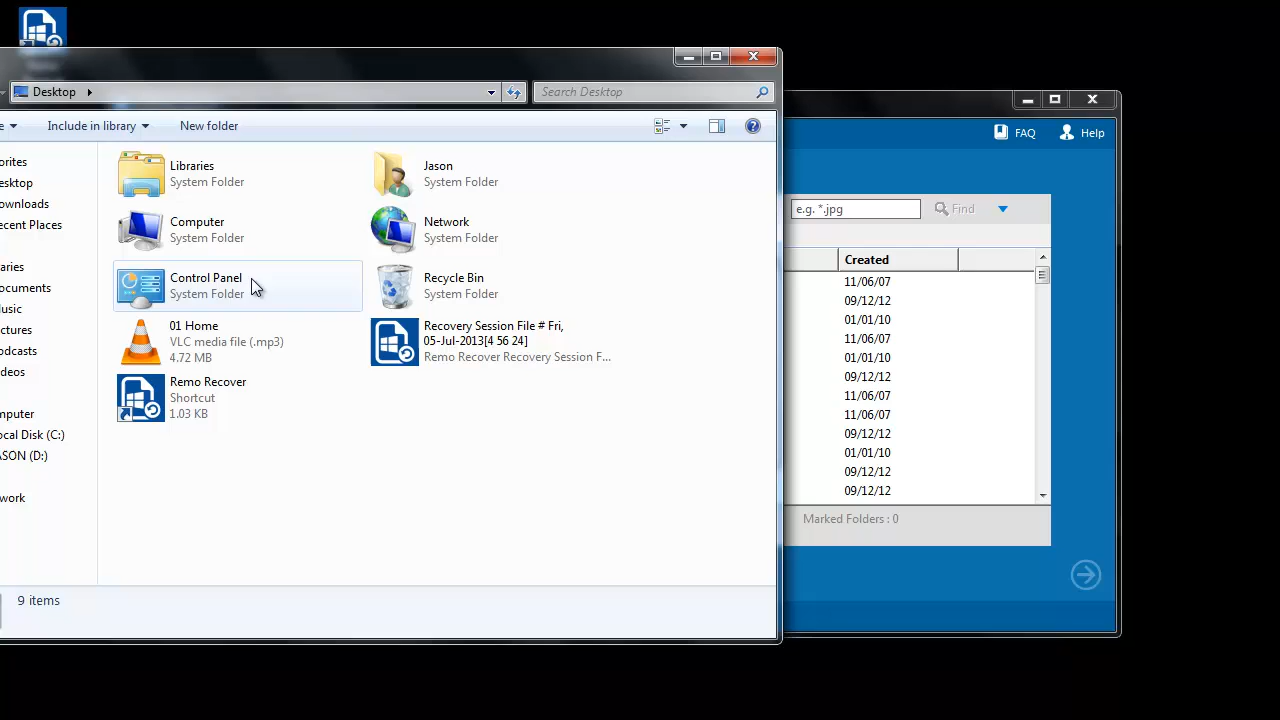 Desktop
Search Desktop
e
Include in library
New folder
orites
esktop
ownloads
ecent Places
aries
ocuments
usic
ctures
odcasts
deos
mputer
ocal Disk (C:)
ASON (D:)
work
Libraries
System Folder
Jason
System Folder
Computer
System Folder
Network
System Folder
Control Panel
System Folder
Recycle Bin
System Folder
01 Home
VLC media file (.mp3)
4.72 MB
Recovery Session File # Fri,
05-Jul-2013[4 56 24]
Remo Recover Recovery Session F...
Remo Recover
Shortcut
1.03 KB
9 items
FAQ
Help
e.g. *.jpg
Find
Created
11/06/07
09/12/12
01/01/10
11/06/07
01/01/10
09/12/12
11/06/07
11/06/07
09/12/12
01/01/10
09/12/12
09/12/12
Marked Folders : 0